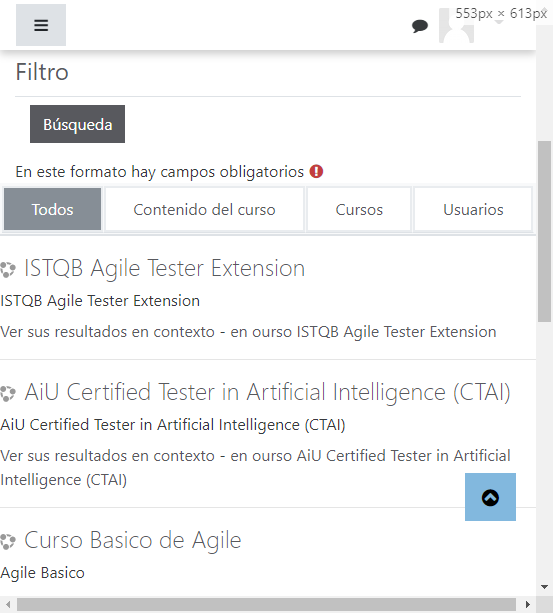 553px × 613px
Filtro
Búsqueda
En este formato hay campos obligatorios
Todos
Contenido del curso
Cursos
Usuarios
ISTQB Agile Tester Extension
ISTQB Agile Tester Extension
Ver sus resultados en contexto - en ourso ISTQB Agile Tester Extension
AiU Certified Tester in Artificial Intelligence (CTAI)
AiU Certified Tester in Artificial Intelligence (CTAI)
Ver sus resultados en contexto - en ourso AiU Certified Tester in Artificial
Intelligence (CTAI)
Curso Basico de Agile
Agile Basico